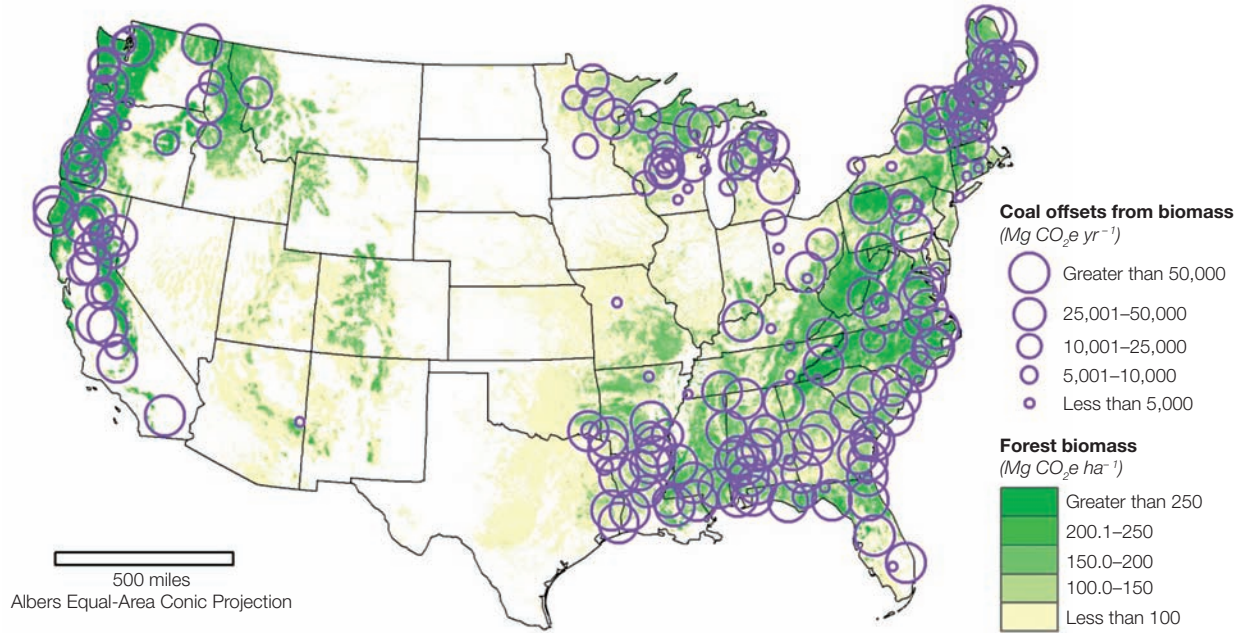 Coal offsets from biomass
(Mg CO₂e yr⁻¹)
Greater than 50,000
25,001–50,000
10,001–25,000
5,001–10,000
Less than 5,000
Forest biomass
(Mg CO₂e ha⁻¹)
Greater than 250
200.1–250
150.0–200
100.0–150
Less than 100
500 miles
Albers Equal-Area Conic Projection